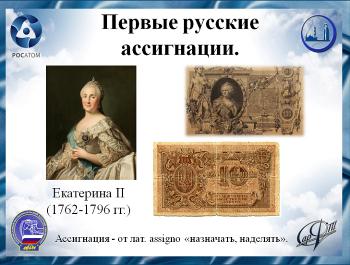 Первые русские
ассигнации.
РОСАТОМ
Екатерина II
(1762-1796 гг.)
10
Ассигнация - от лат. assigno «назначать, наделять».